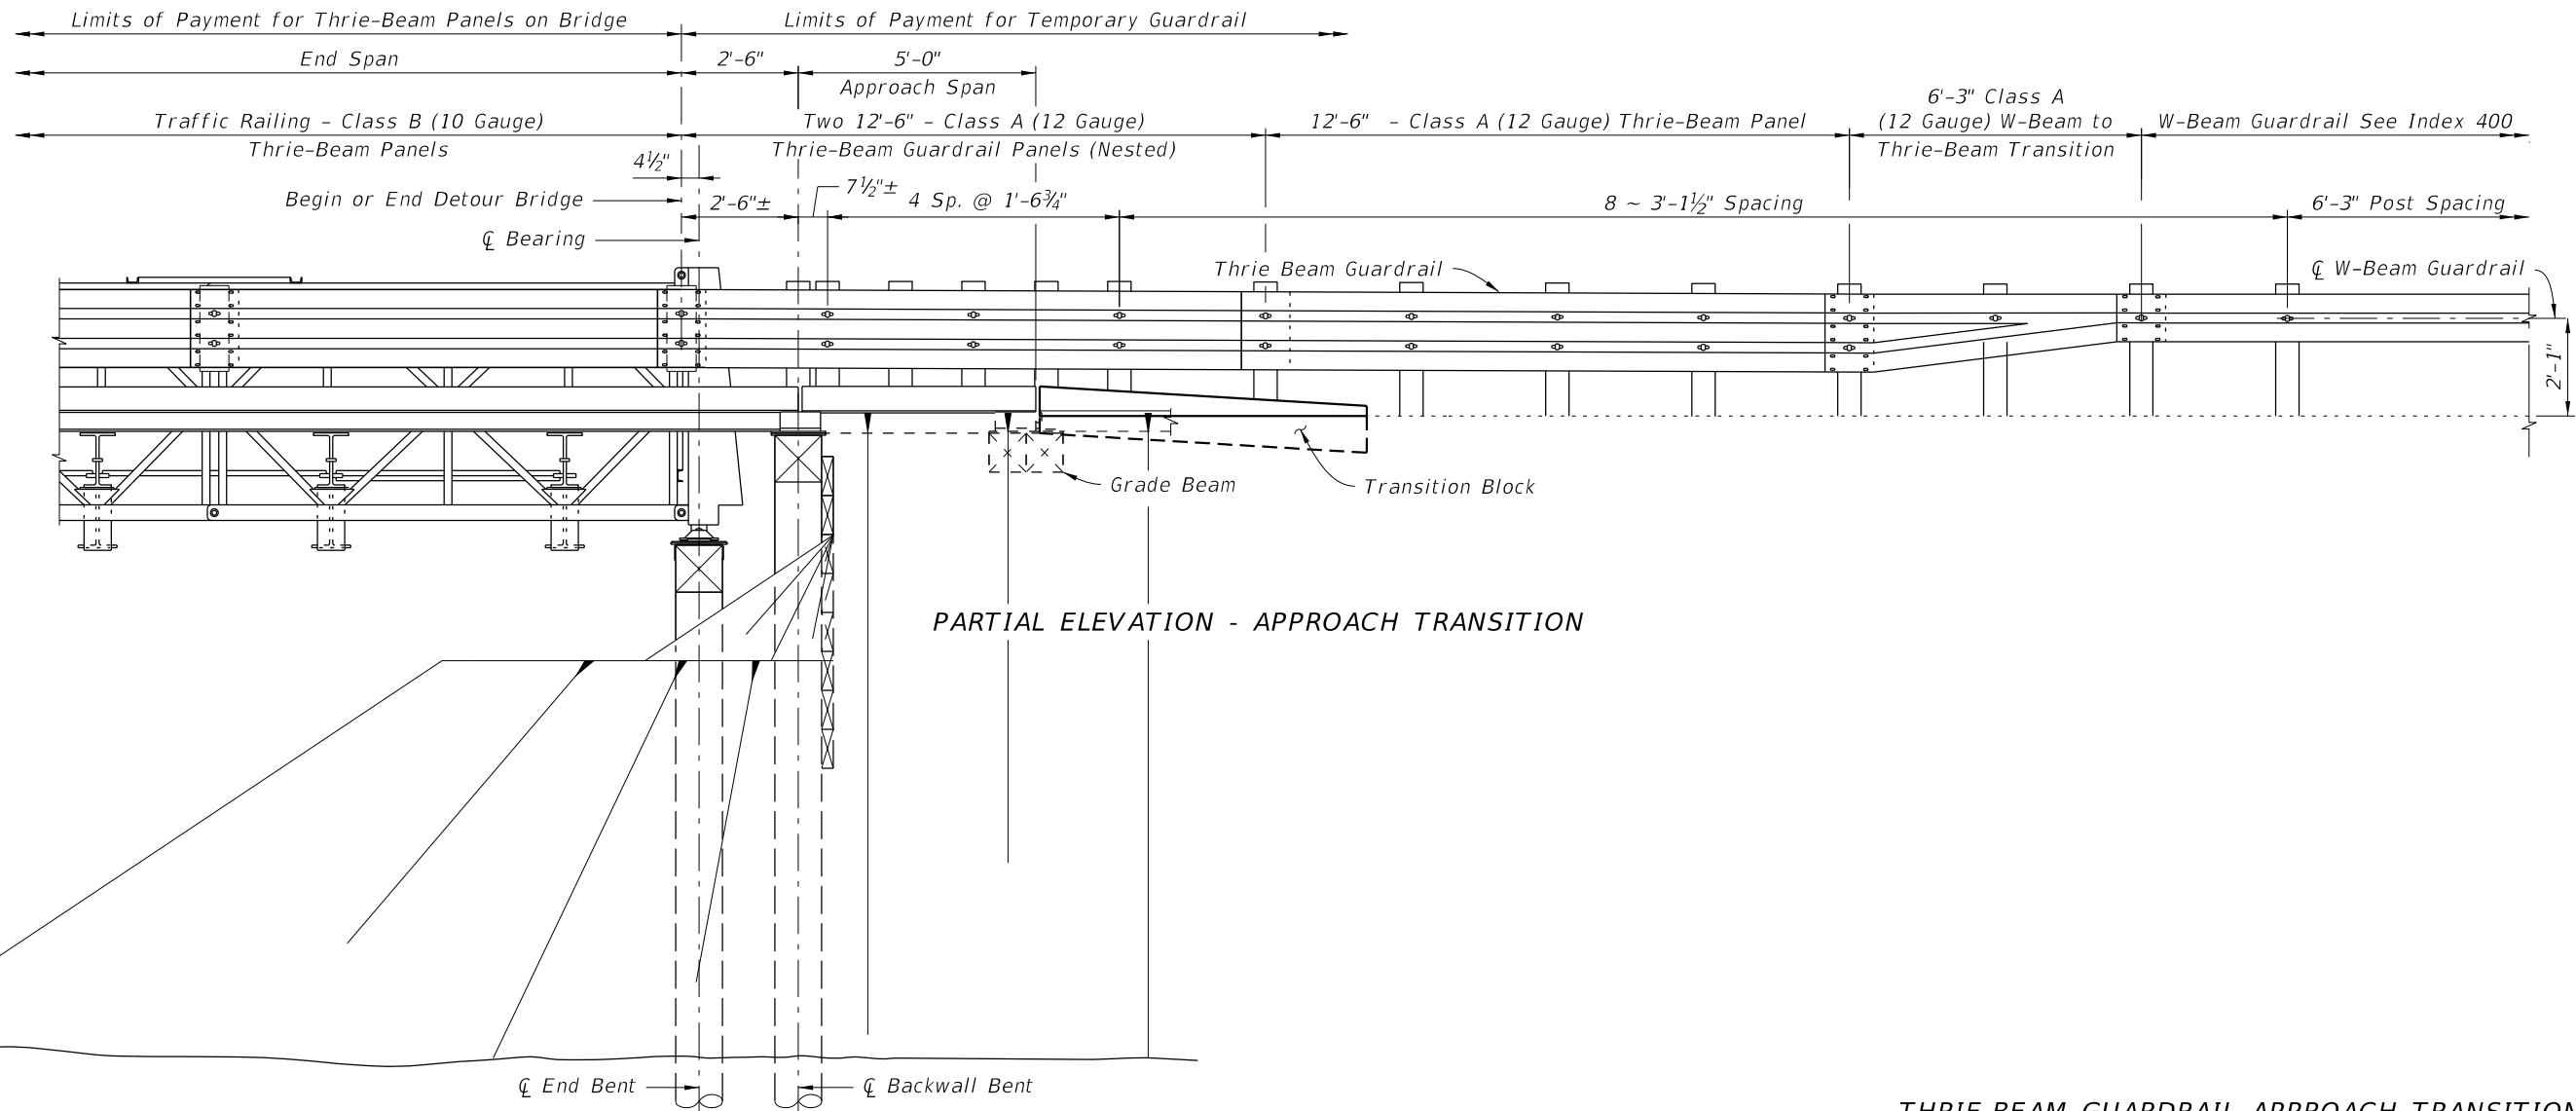 Limits of Payment for Thrie-Beam Panels on Bridge
Limits of Payment for Temporary Guardrail
End Span
2'-6"
5'-0"
Approach Span
Traffic Railing - Class B (10 Gauge)
Thrie-Beam Panels
Two 12'-6" - Class A (12 Gauge)
Thrie-Beam Guardrail Panels (Nested)
12'-6" - Class A (12 Gauge) Thrie-Beam Panel
6'-3" Class A
(12 Gauge) W-Beam to
Thrie-Beam Transition
W-Beam Guardrail See Index 400
4½"
Begin or End Detour Bridge
2'-6"±
7½"±
4 Sp. @ 1'-6¾"
8 ~ 3'-1½" Spacing
6'-3" Post Spacing
℄ Bearing
Thrie Beam Guardrail
℄ W-Beam Guardrail
2'-1"
Grade Beam
Transition Block
PARTIAL ELEVATION - APPROACH TRANSITION
℄ End Bent
℄ Backwall Bent
THRIE BEAM GUARDRAIL APPROACH TRANSITION